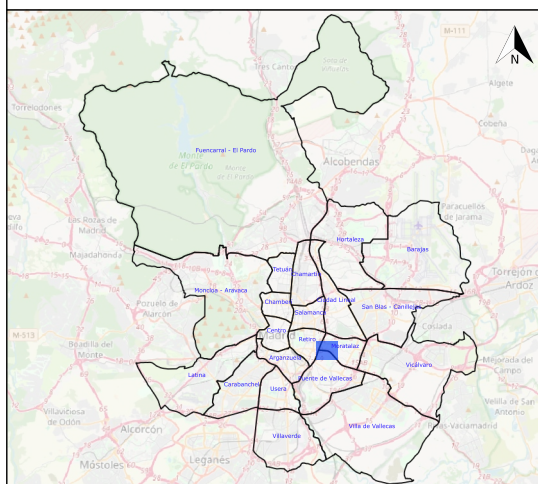 M-111
Tres Cantos
Algete
Torrelodones
Cobeña
Fuencarral - El Pardo
Monte de El Pardo
Alcobendas
Paracuellos de Jarama
Las Rozas de Madrid
Hortaleza
Barajas
Majadahonda
Tetuán
Chamartín
Torrejón de Ardoz
Moncloa - Aravaca
Pozuelo de Alarcón
Chamberí
Ciudad Lineal
San Blas - Canillejas
Salamanca
M-513
Coslada
Centro
Boadilla del Monte
Retiro
Moratalaz
Arganzuela
Mejorada del Campo
Vicálvaro
Latina
Puente de Vallecas
Carabanchel
Usera
Velilla de San Antonio
Villaviciosa de Odón
Alcorcón
Villaverde
Villa de Vallecas
Rivas-Vaciamadrid
Móstoles
Leganés
N